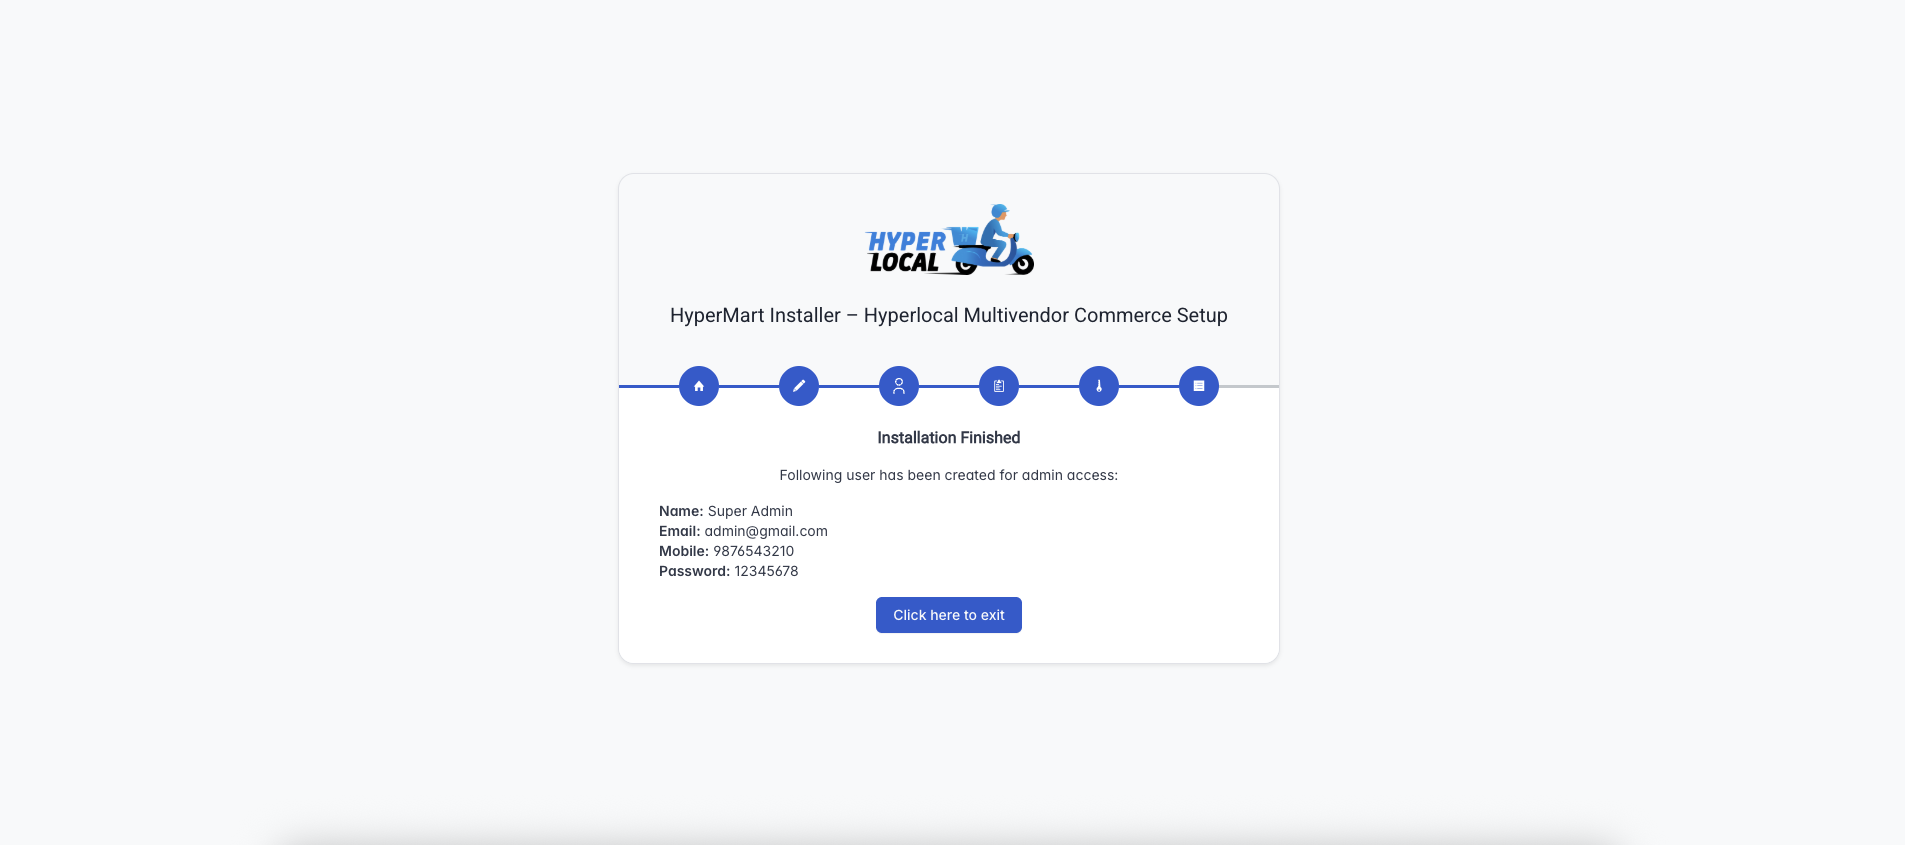 HYPER
LOCAL
HyperMart Installer – Hyperlocal Multivendor Commerce Setup
Installation Finished
Following user has been created for admin access:
Name: Super Admin
Email: admin@gmail.com
Mobile: 9876543210
Password: 12345678
Click here to exit